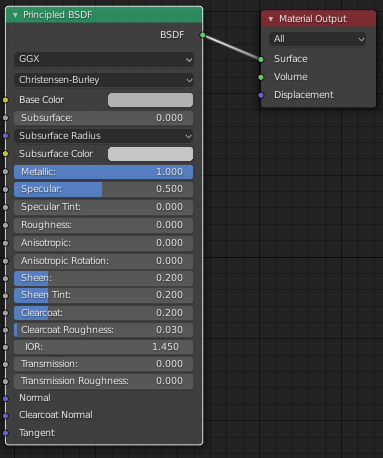 Principled BSDF
BSDF
GGX
Christensen-Burley
Base Color
Subsurface: 0.000
Subsurface Radius
Subsurface Color
Metallic: 1.000
Specular: 0.500
Specular Tint: 0.000
Roughness: 0.000
Anisotropic: 0.000
Anisotropic Rotation: 0.000
Sheen: 0.200
Sheen Tint: 0.200
Clearcoat: 0.200
Clearcoat Roughness: 0.030
IOR: 1.450
Transmission: 0.000
Transmission Roughness: 0.000
Normal
Clearcoat Normal
Tangent
Material Output
All
Surface
Volume
Displacement